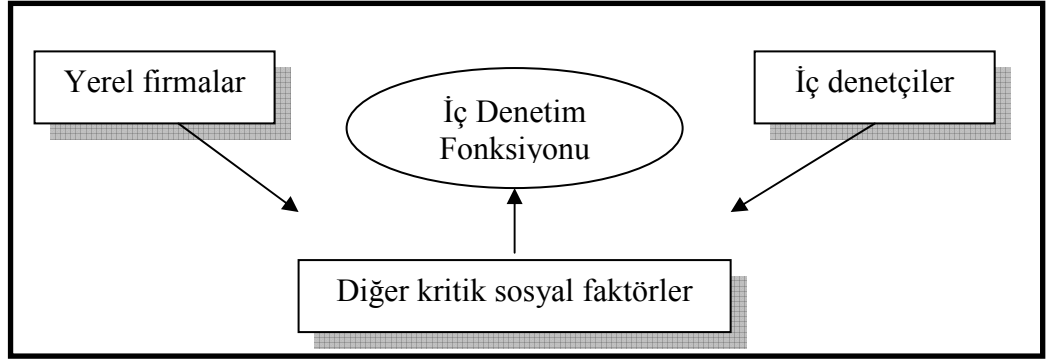 Yerel firmalar
İç Denetim
Fonksiyonu
İç denetçiler
Diğer kritik sosyal faktörler